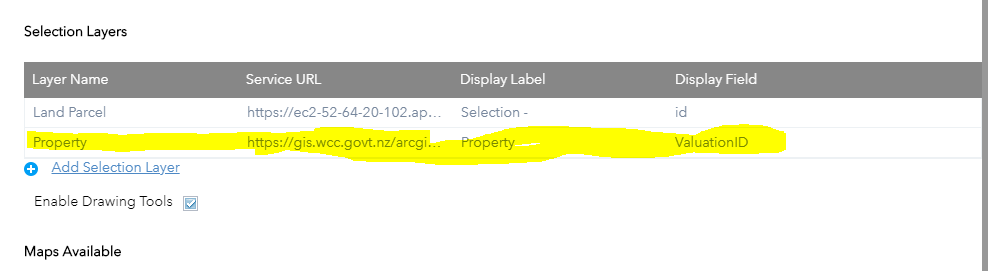 Selection Layers
Layer Name Service URL Display Label Display Field
Land Parcel https://ec2-52-64-20-102.ap... Selection - id
Property https://gis.wcc.govt.nz/arcgi... Property ValuationID
Add Selection Layer
Enable Drawing Tools
Maps Available